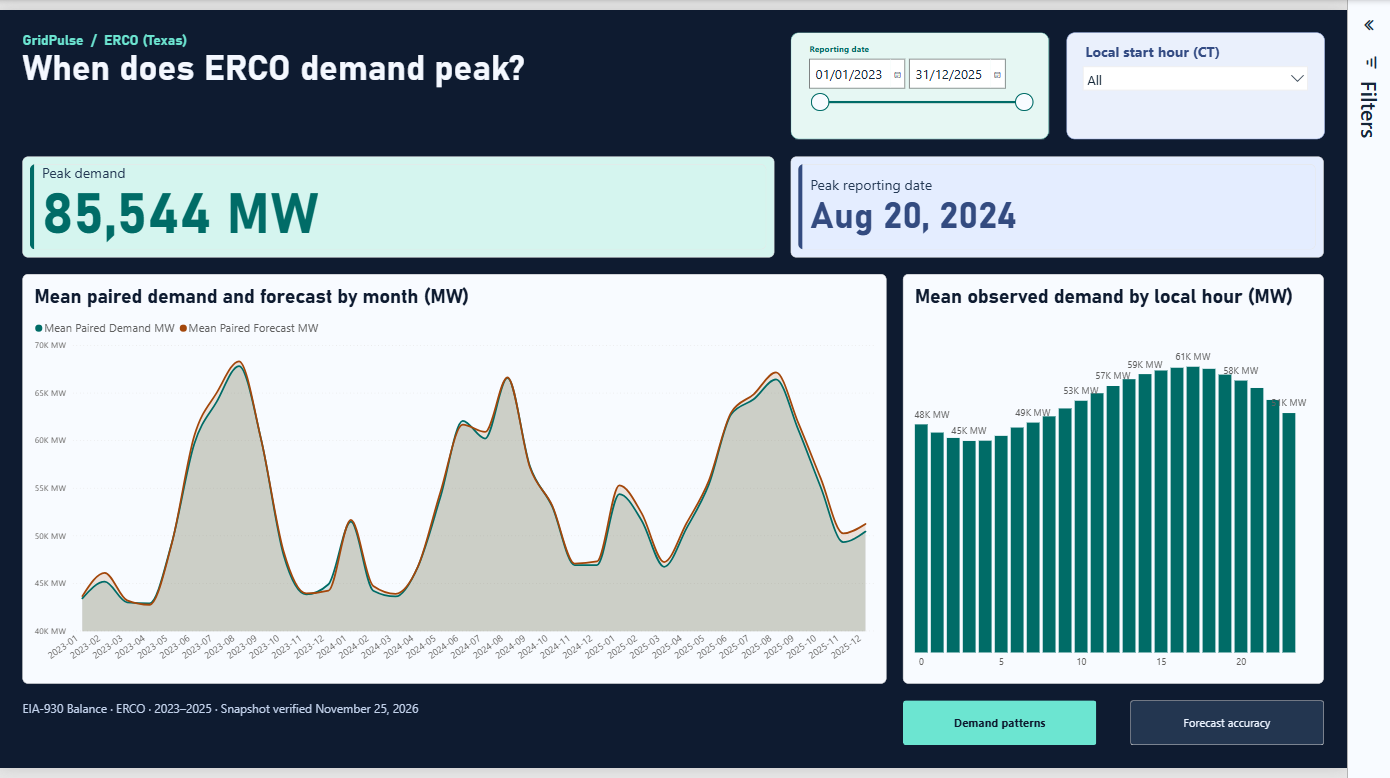 GridPulse / ERCO (Texas)
When does ERCO demand peak?
Reporting date
01/01/2023
31/12/2025
Local start hour (CT)
All
Filters
Peak demand
85,544 MW
Peak reporting date
Aug 20, 2024
Mean paired demand and forecast by month (MW)
Mean Paired Demand MW Mean Paired Forecast MW
70K MW
65K MW
60K MW
55K MW
50K MW
45K MW
40K MW
2023-01 2023-02 2023-03 2023-04 2023-05 2023-06 2023-07 2023-08 2023-09 2023-10 2023-11 2023-12 2024-01 2024-02 2024-03 2024-04 2024-05 2024-06 2024-07 2024-08 2024-09 2024-10 2024-11 2024-12 2025-01 2025-02 2025-03 2025-04 2025-05 2025-06 2025-07 2025-08 2025-09 2025-10 2025-11 2025-12
Mean observed demand by local hour (MW)
48K MW
45K MW
49K MW
53K MW
57K MW
59K MW
61K MW
58K MW
K MW
0 5 10 15 20
EIA-930 Balance · ERCO · 2023–2025 · Snapshot verified November 25, 2026
Demand patterns
Forecast accuracy